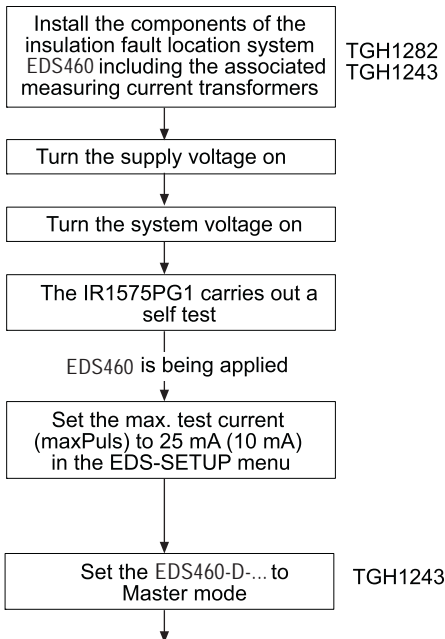 Install the components of the
insulation fault location system
EDS460 including the associated
measuring current transformers
TGH1282
TGH1243
Turn the supply voltage on
Turn the system voltage on
The IR1575PG1 carries out a
self test
EDS460 is being applied
Set the max. test current
(maxPuls) to 25 mA (10 mA)
in the EDS-SETUP menu
Set the EDS460-D-... to
Master mode
TGH1243